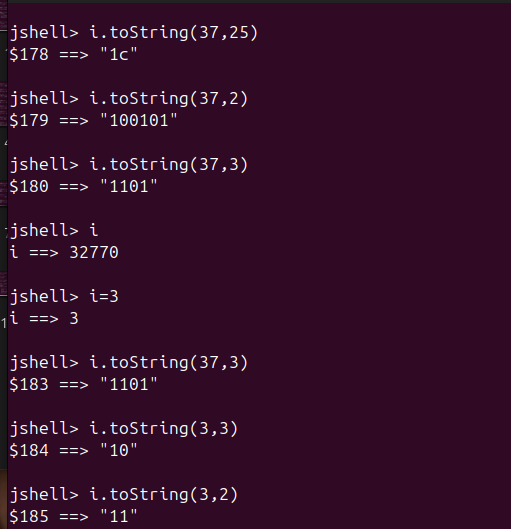 jshell> i.toString(37,25)
$178 ==> "1c"
jshell> i.toString(37,2)
$179 ==> "100101"
jshell> i.toString(37,3)
$180 ==> "1101"
jshell> i
i ==> 32770
jshell> i=3
i ==> 3
jshell> i.toString(37,3)
$183 ==> "1101"
jshell> i.toString(3,3)
$184 ==> "10"
jshell> i.toString(3,2)
$185 ==> "11"